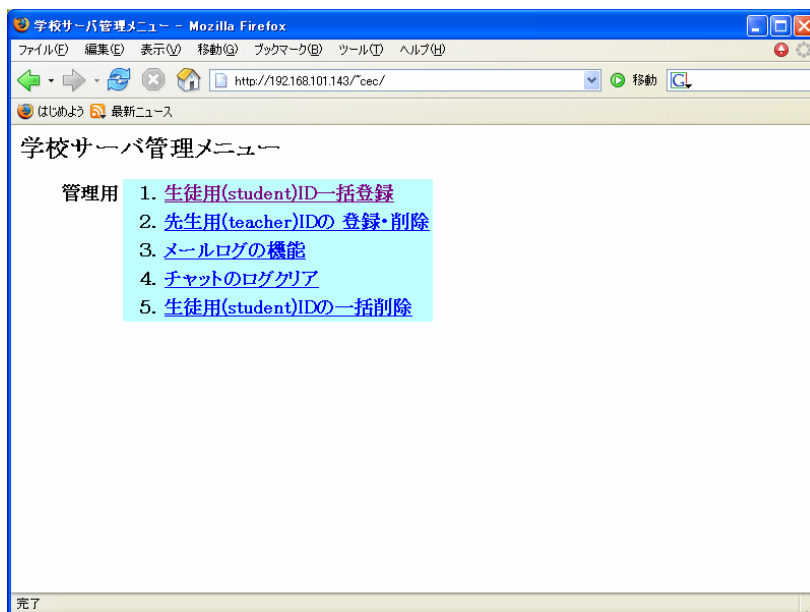 学校サーバ管理メニュー - Mozilla Firefox
ファイル(F) 編集(E) 表示(V) 移動(G) ブックマーク(B) ツール(T) ヘルプ(H)
http://192.168.101.143/~cec/ 移動 G
はじめよう 最新ニュース
学校サーバ管理メニュー
管理用 1. 生徒用(student)ID一括登録
2. 先生用(teacher)IDの 登録・削除
3. メールログの機能
4. チャットのログクリア
5. 生徒用(student)IDの一括削除
完了